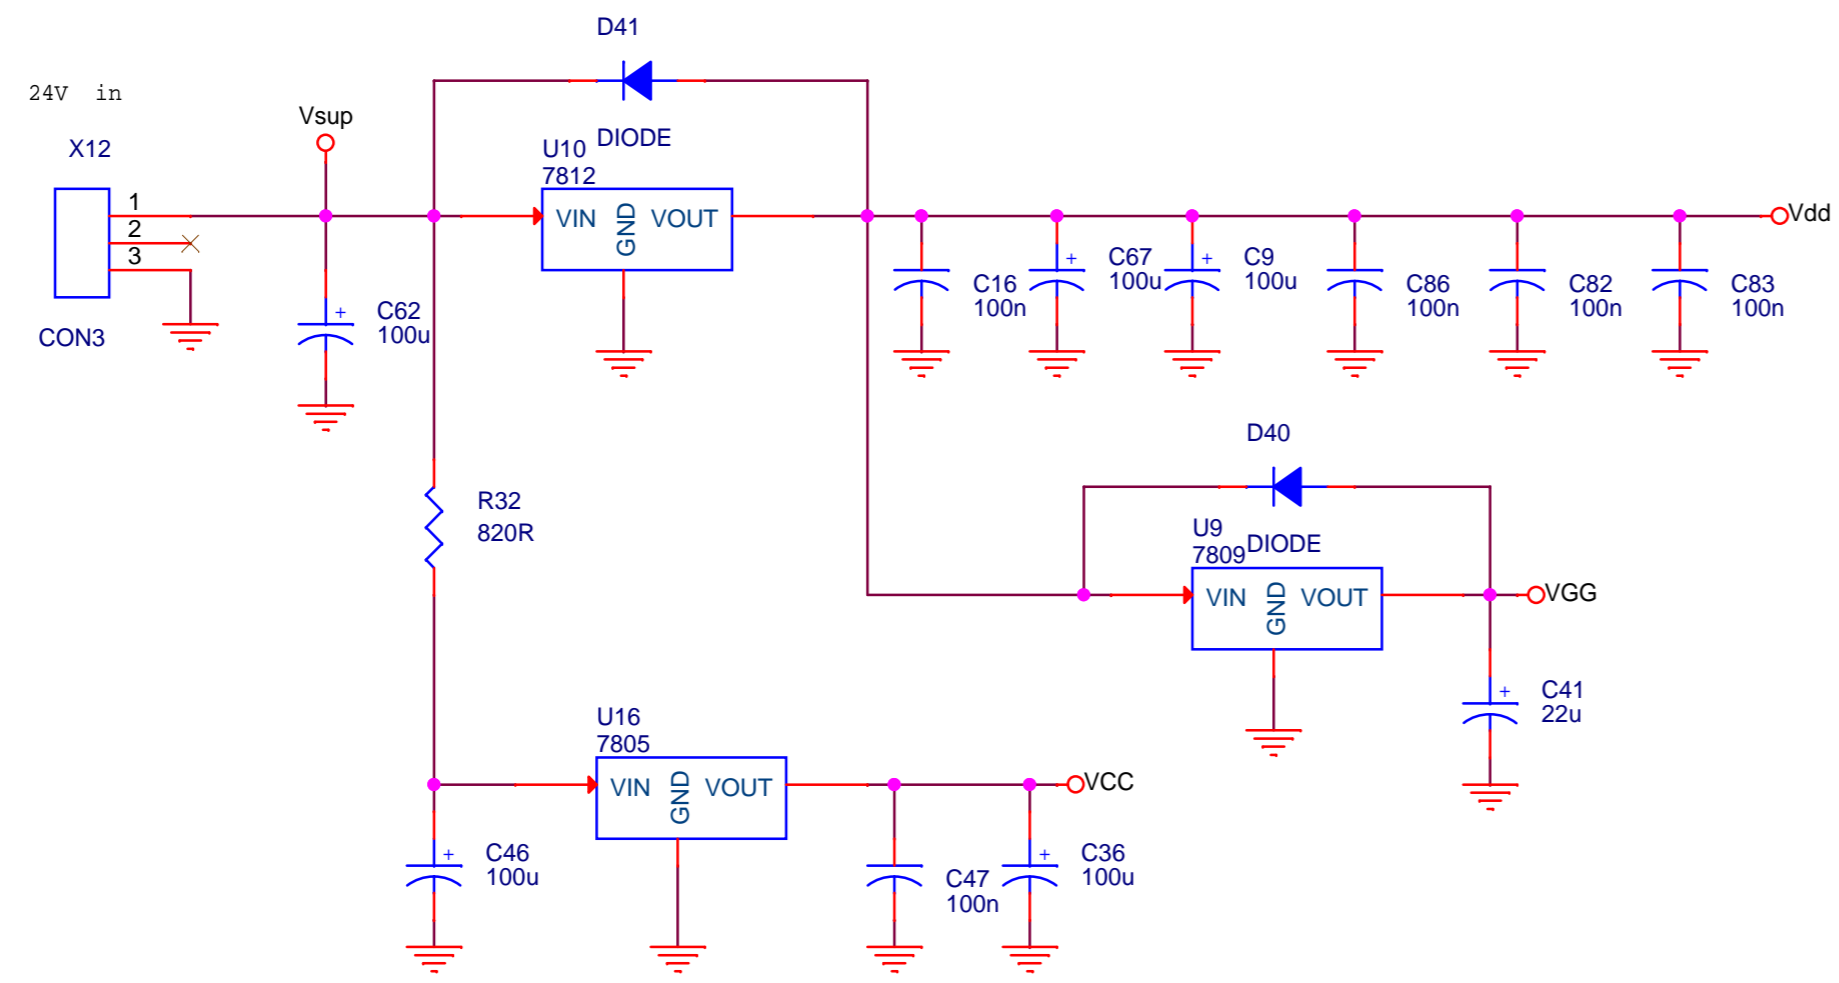 D41
24V in
Vsup
DIODE
X12
U10
7812
1
2
3
VIN
GND
VOUT
Vdd
CON3
+
C62
100u
C16
100n
+
C67
100u
+
C9
100u
C86
100n
C82
100n
C83
100n
D40
R32
820R
U9
7809
DIODE
VIN
GND
VOUT
VGG
+
C41
22u
U16
7805
VIN
GND
VOUT
VCC
+
C46
100u
C47
100n
+
C36
100u